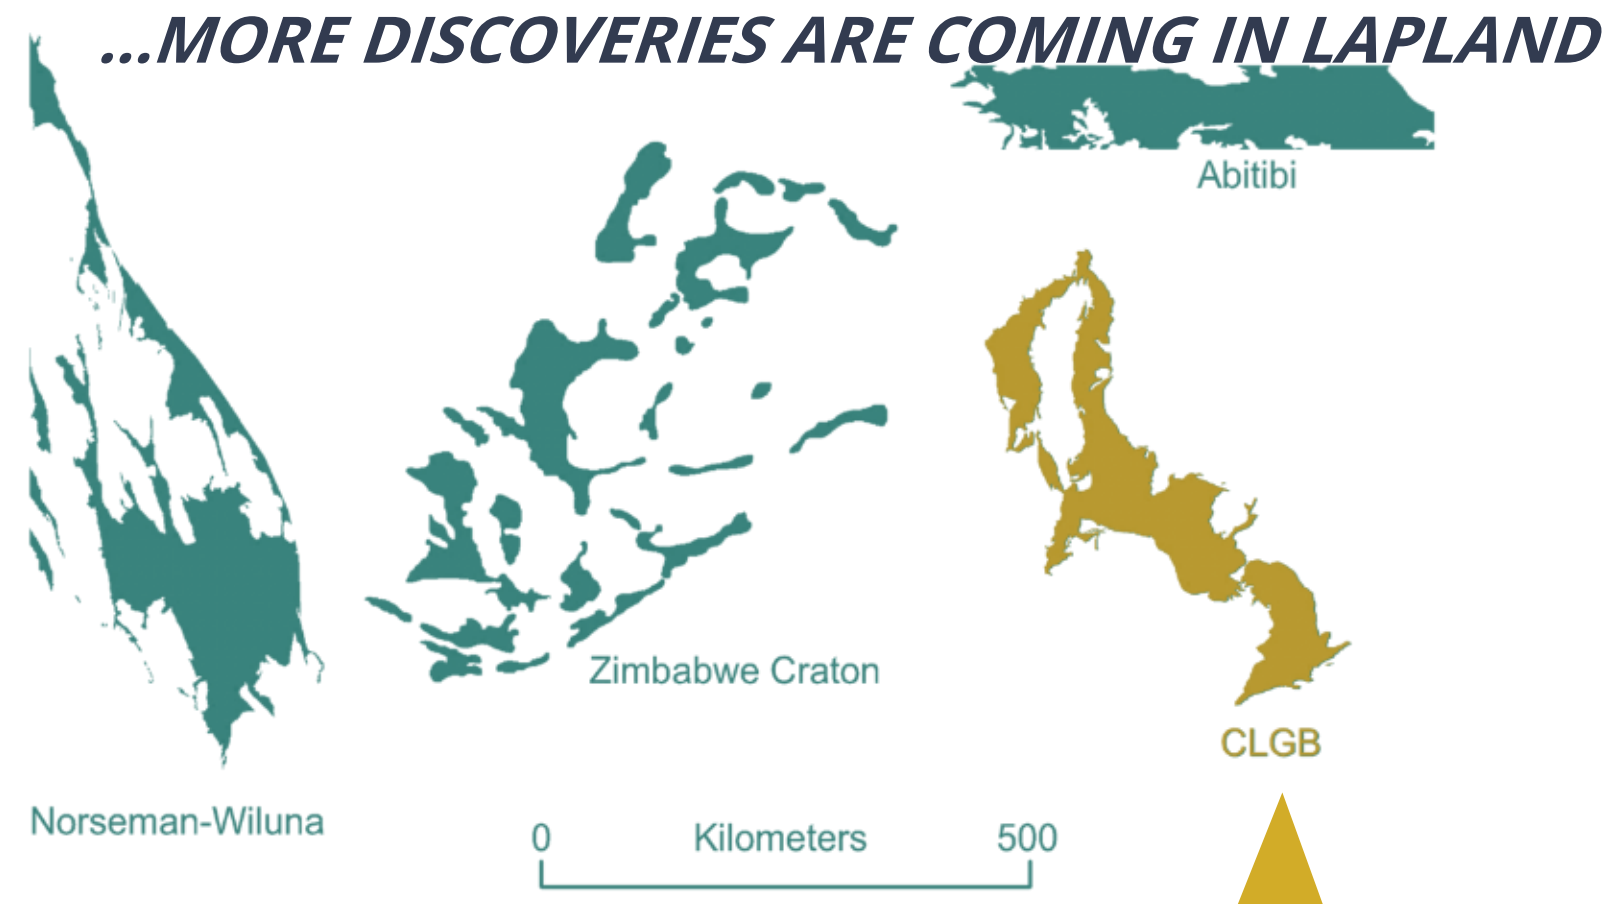 ...MORE DISCOVERIES ARE COMING IN LAPLAND
Abitibi
Zimbabwe Craton
CLGB
Norseman-Wiluna
0 Kilometers 500